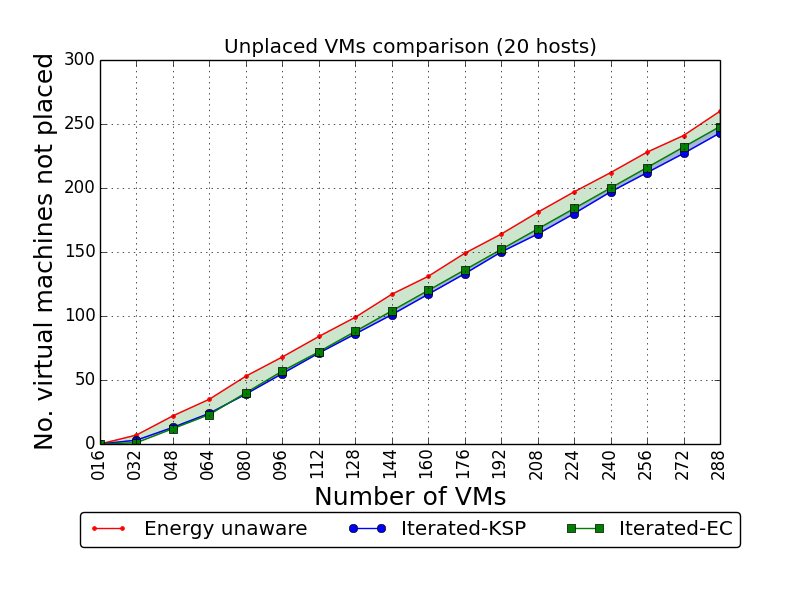 Unplaced VMs comparison (20 hosts)
No. virtual machines not placed
300
250
200
150
100
50
0
016 032 048 064 080 096 112 128 144 160 176 192 208 224 240 256 272 288
Number of VMs
Energy unaware Iterated-KSP Iterated-EC